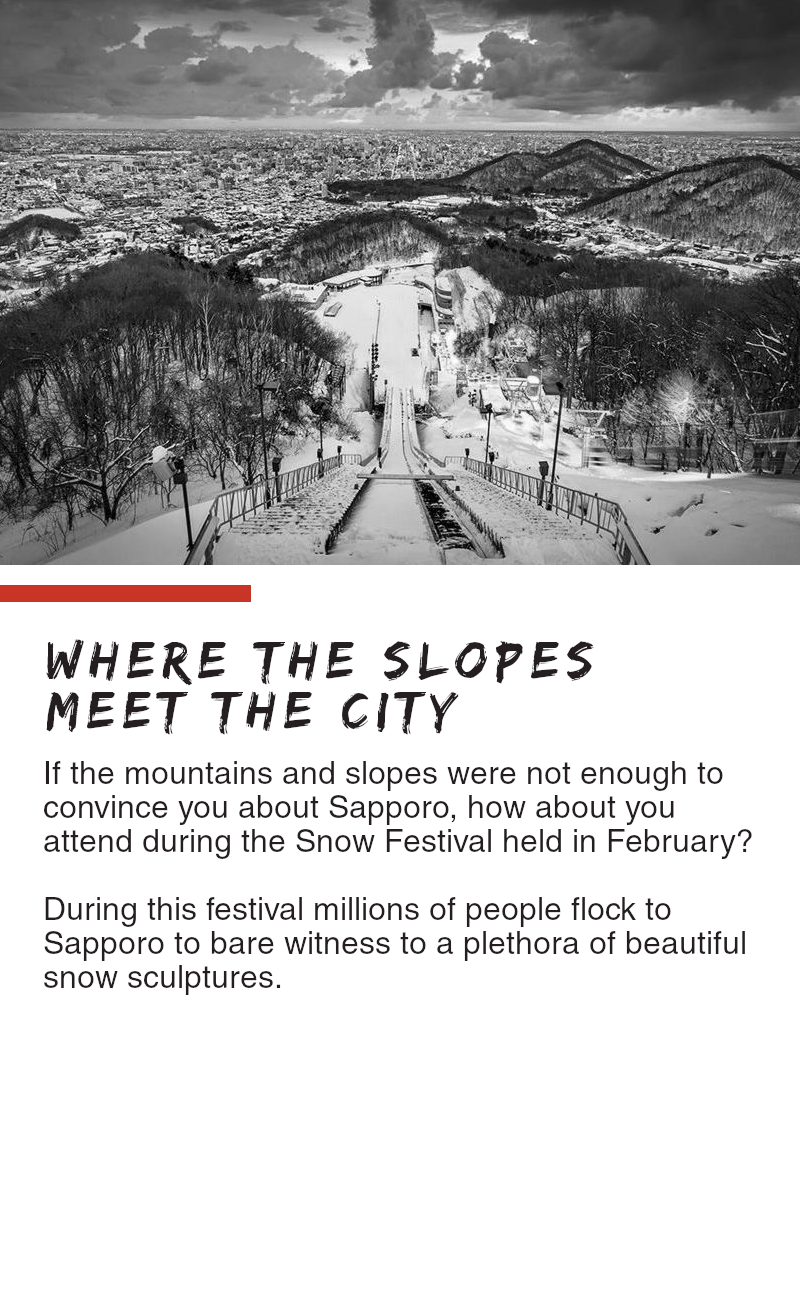 WHERE THE SLOPES
MEET THE CITY
If the mountains and slopes were not enough to
convince you about Sapporo, how about you
attend during the Snow Festival held in February?
During this festival millions of people flock to
Sapporo to bare witness to a plethora of beautiful
snow sculptures.